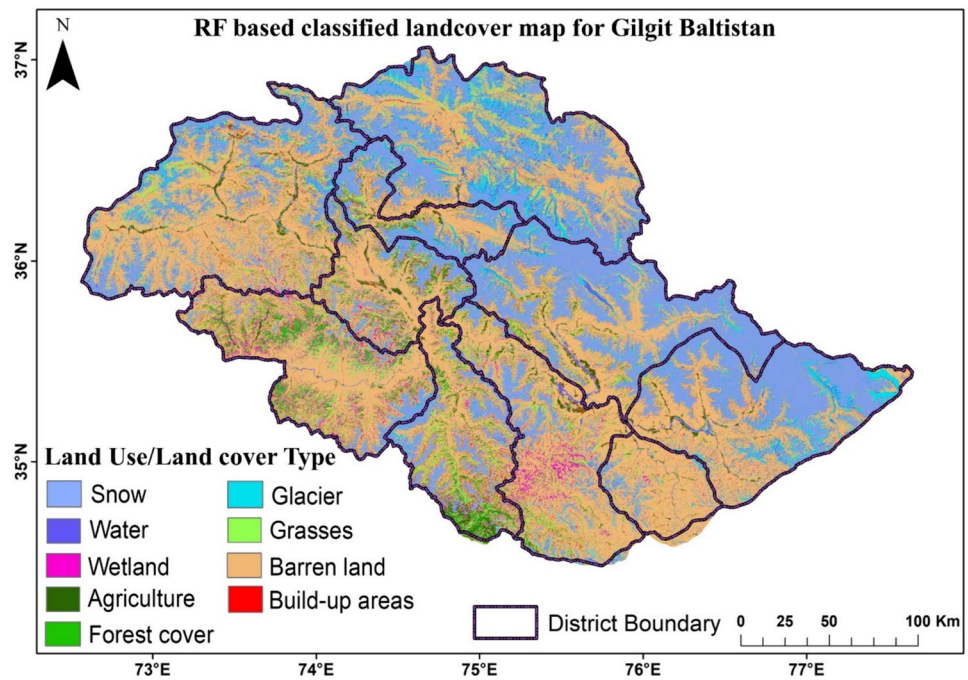 RF based classified landcover map for Gilgit Baltistan
N
37°N
36°N
35°N
Land Use/Land cover Type
Snow
Water
Wetland
Agriculture
Forest cover
Glacier
Grasses
Barren land
Build-up areas
District Boundary
0 25 50 100 Km
73°E 74°E 75°E 76°E 77°E